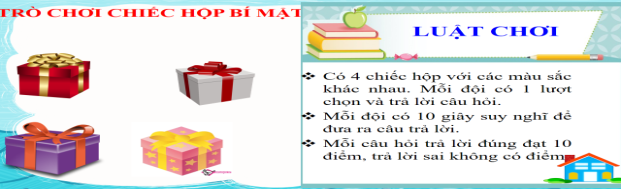 TRÒ CHƠI CHIẾC HỘP BÍ MẬT
LUẬT CHƠI
❖ Có 4 chiếc hộp với các màu sắc
khác nhau. Mỗi đội có 1 lượt
chọn và trả lời câu hỏi.
❖ Mỗi đội có 10 giây suy nghĩ để
đưa ra câu trả lời.
❖ Mỗi câu hỏi trả lời đúng đạt 10
điểm, trả lời sai không có điểm